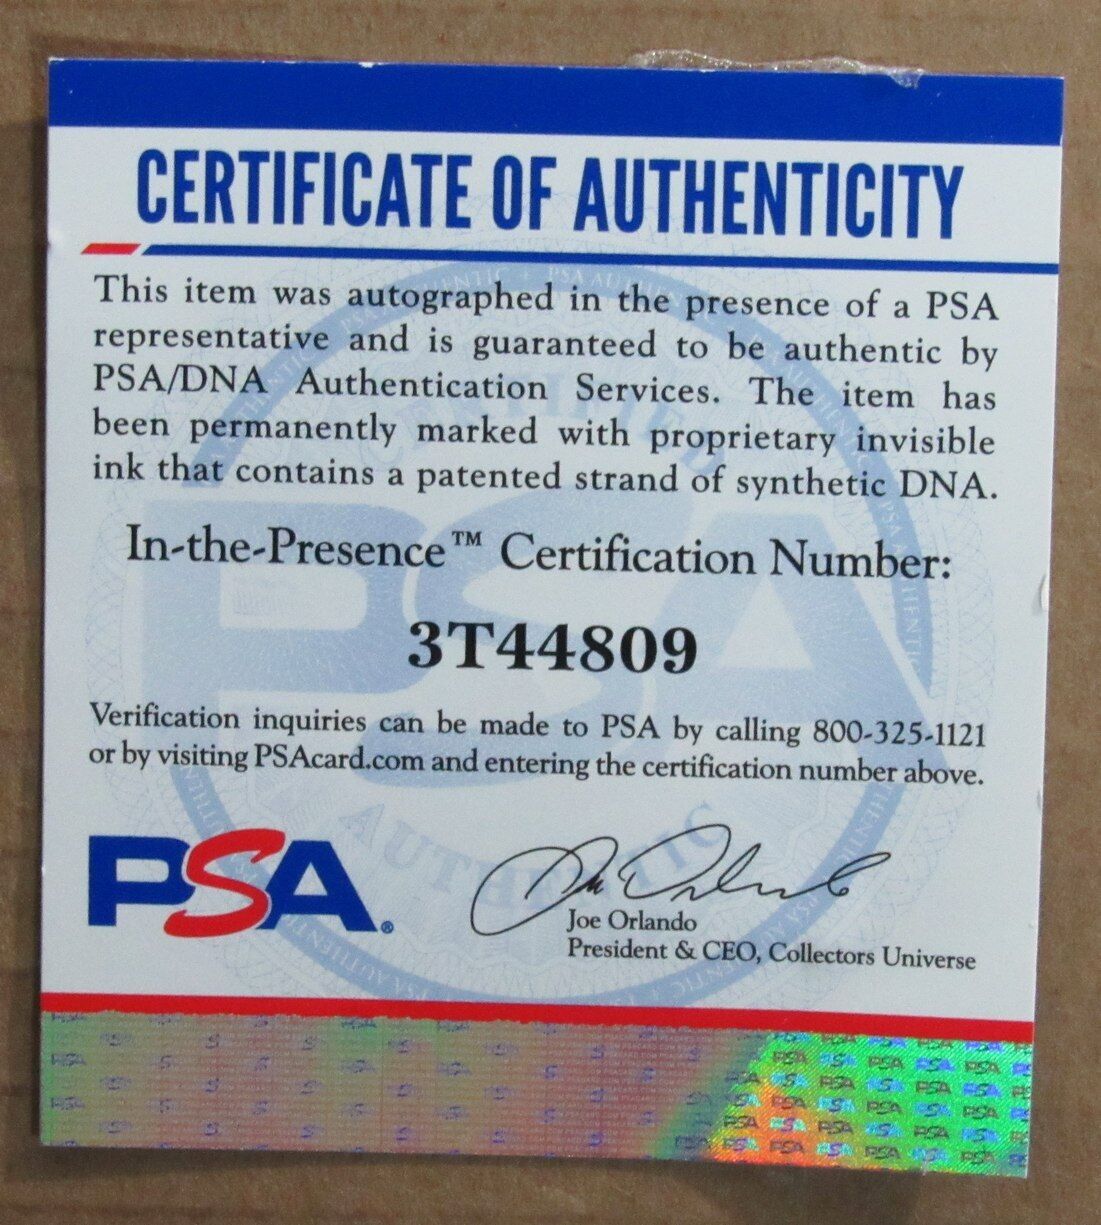 CERTIFICATE OF AUTHENTICITY
This item was autographed in the presence of a PSA
representative and is guaranteed to be authentic by
PSA/DNA Authentication Services. The item has
been permanently marked with proprietary invisible
ink that contains a patented strand of synthetic DNA.
In-the-Presence™ Certification Number:
3T44809
Verification inquiries can be made to PSA by calling 800-325-1121
or by visiting PSAcard.com and entering the certification number above.
PSA®
Joe Orlando
President & CEO, Collectors Universe